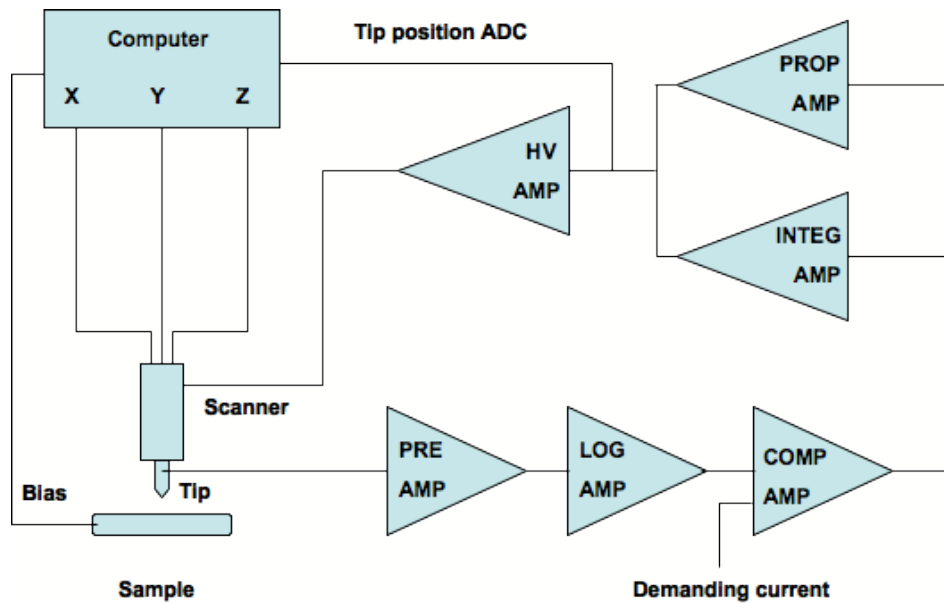 Computer
X Y Z
Tip position ADC
PROP
AMP
HV
AMP
INTEG
AMP
Scanner
PRE
AMP
LOG
AMP
COMP
AMP
Bias
Tip
Sample
Demanding current